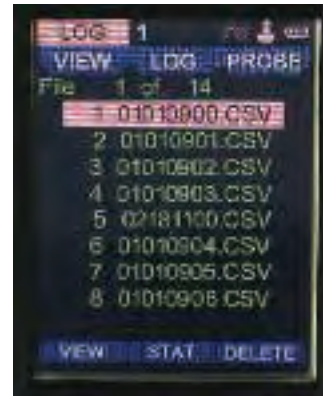 LOG 1
VIEW LOG PROBE
File 1 of 14
1 01010900.CSV
2 01010901.CSV
3 01010902.CSV
4 01010903.CSV
5 02181100.CSV
6 01010904.CSV
7 01010905.CSV
8 01010906.CSV
VIEW STAT. DELETE